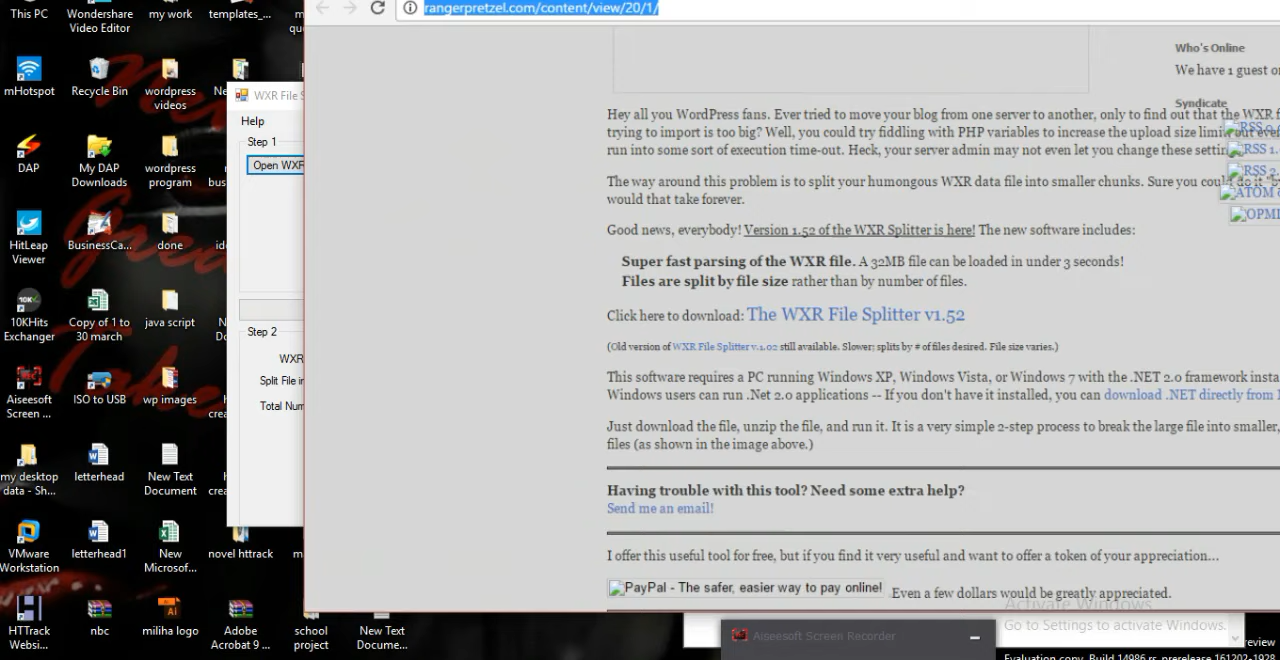 This PC
Wondershare Video Editor
my work
templates_...
mHotspot
Recycle Bin
wordpress videos
DAP
My DAP Downloads
wordpress program
HitLeap Viewer
BusinessCa...
done
10KHits Exchanger
Copy of 1 to 30 march
java script
Aiseesoft Screen ...
ISO to USB
wp images
my desktop data - Sh...
letterhead
New Text Document
VMware Workstation
letterhead1
New Microsof...
novel httrack
HTTrack Websi...
nbc
miliha logo
Adobe Acrobat 9 ...
school project
New Text Docume...
WXR File S
Help
Step 1
Open WXR
Step 2
WXR
Split File in
Total Num
rangerpretzel.com/content/view/20/1/
Who's Online
We have 1 guest on
Syndicate
RSS 1.
RSS 2.
ATOM
OPML
Hey all you WordPress fans. Ever tried to move your blog from one server to another, only to find out that the WXR f
trying to import is too big? Well, you could try fiddling with PHP variables to increase the upload size limit
run into some sort of execution time-out. Heck, your server admin may not even let you change these settin
The way around this problem is to split your humongous WXR data file into smaller chunks. Sure you could do it "b
would that take forever.
Good news, everybody! Version 1.52 of the WXR Splitter is here! The new software includes:
Super fast parsing of the WXR file. A 32MB file can be loaded in under 3 seconds!
Files are split by file size rather than by number of files.
Click here to download: The WXR File Splitter v1.52
(Old version of WXR File Splitter v.1.02 still available. Slower; splits by # of files desired. File size varies.)
This software requires a PC running Windows XP, Windows Vista, or Windows 7 with the .NET 2.0 framework insta
Windows users can run .Net 2.0 applications -- If you don't have it installed, you can download .NET directly from
Just download the file, unzip the file, and run it. It is a very simple 2-step process to break the large file into smaller,
files (as shown in the image above.)
Having trouble with this tool? Need some extra help?
Send me an email!
I offer this useful tool for free, but if you find it very useful and want to offer a token of your appreciation...
PayPal - The safer, easier way to pay online! .Even a few dollars would be greatly appreciated.
Activate Windows
Go to Settings to activate Windows.
Aiseesoft Screen Recorder
review
Evaluation copy. Build 14986.rs_prerelease.161202-1928